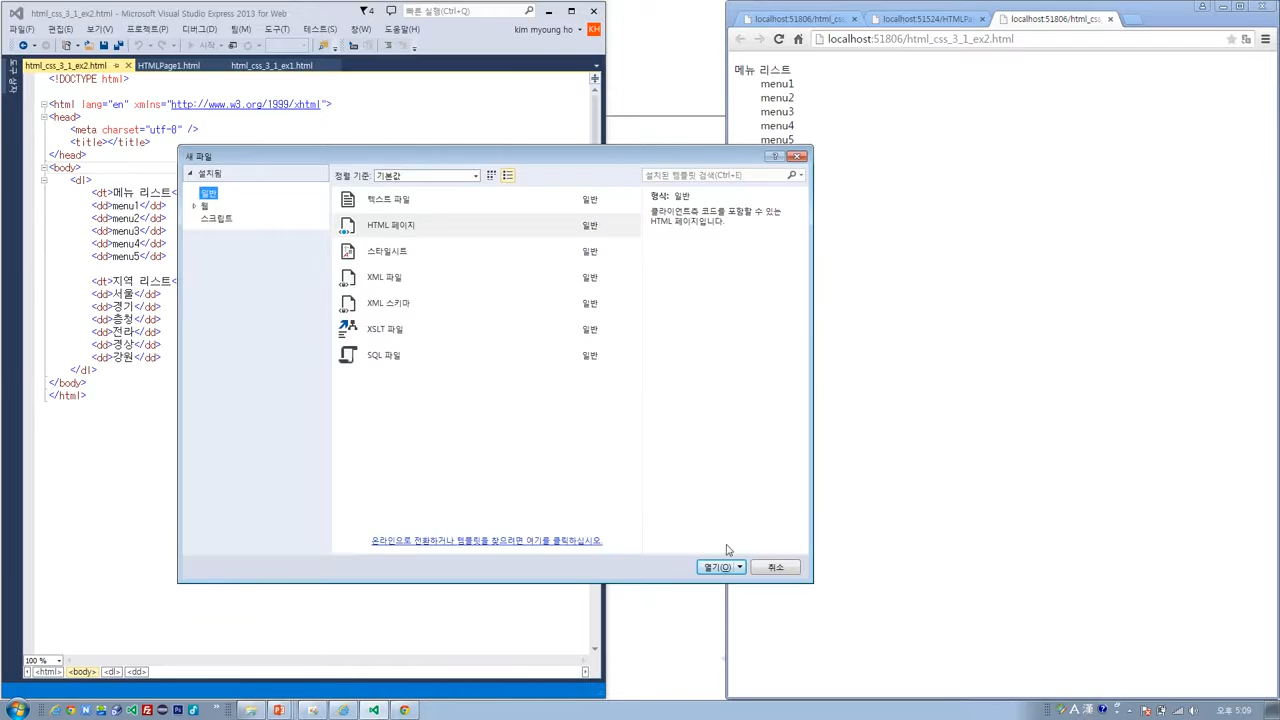 html_css_3_1_ex2.html - Microsoft Visual Studio Express 2013 for Web
4
빠른 실행(Ctrl+Q)
파일(F) 편집(E) 보기(V) 프로젝트(P) 디버그(D) 팀(M) 도구(T) 테스트(S) 창(W) 도움말(H)
kim myoung ho KH
시작
도구 상자
html_css_3_1_ex2.html HTMLPage1.html html_css_3_1_ex1.html
<!DOCTYPE html>
<html lang="en" xmlns="http://www.w3.org/1999/xhtml">
<head>
<meta charset="utf-8" />
<title></title>
</head>
<body>
<dl>
<dt>메뉴 리스트<
<dd>menu1</dd>
<dd>menu2</dd>
<dd>menu3</dd>
<dd>menu4</dd>
<dd>menu5</dd>
<dt>지역 리스트<
<dd>서울</dd>
<dd>경기</dd>
<dd>충청</dd>
<dd>전라</dd>
<dd>경상</dd>
<dd>강원</dd>
</dl>
</body>
</html>
100 %
<html> <body> <dl> <dd>
새 파일
설치됨
일반
웹
스크립트
정렬 기준: 기본값
설치된 템플릿 검색(Ctrl+E)
텍스트 파일 일반
HTML 페이지 일반
스타일시트 일반
XML 파일 일반
XML 스키마 일반
XSLT 파일 일반
SQL 파일 일반
형식: 일반
클라이언트측 코드를 포함할 수 있는
HTML 페이지입니다.
온라인으로 전환하거나 템플릿을 찾으려면 여기를 클릭하십시오.
열기(O) 취소
localhost:51806/html_css localhost:51524/HTMLPa localhost:51806/html_css
localhost:51806/html_css_3_1_ex2.html
메뉴 리스트
menu1
menu2
menu3
menu4
menu5
A 漢
오후 5:09